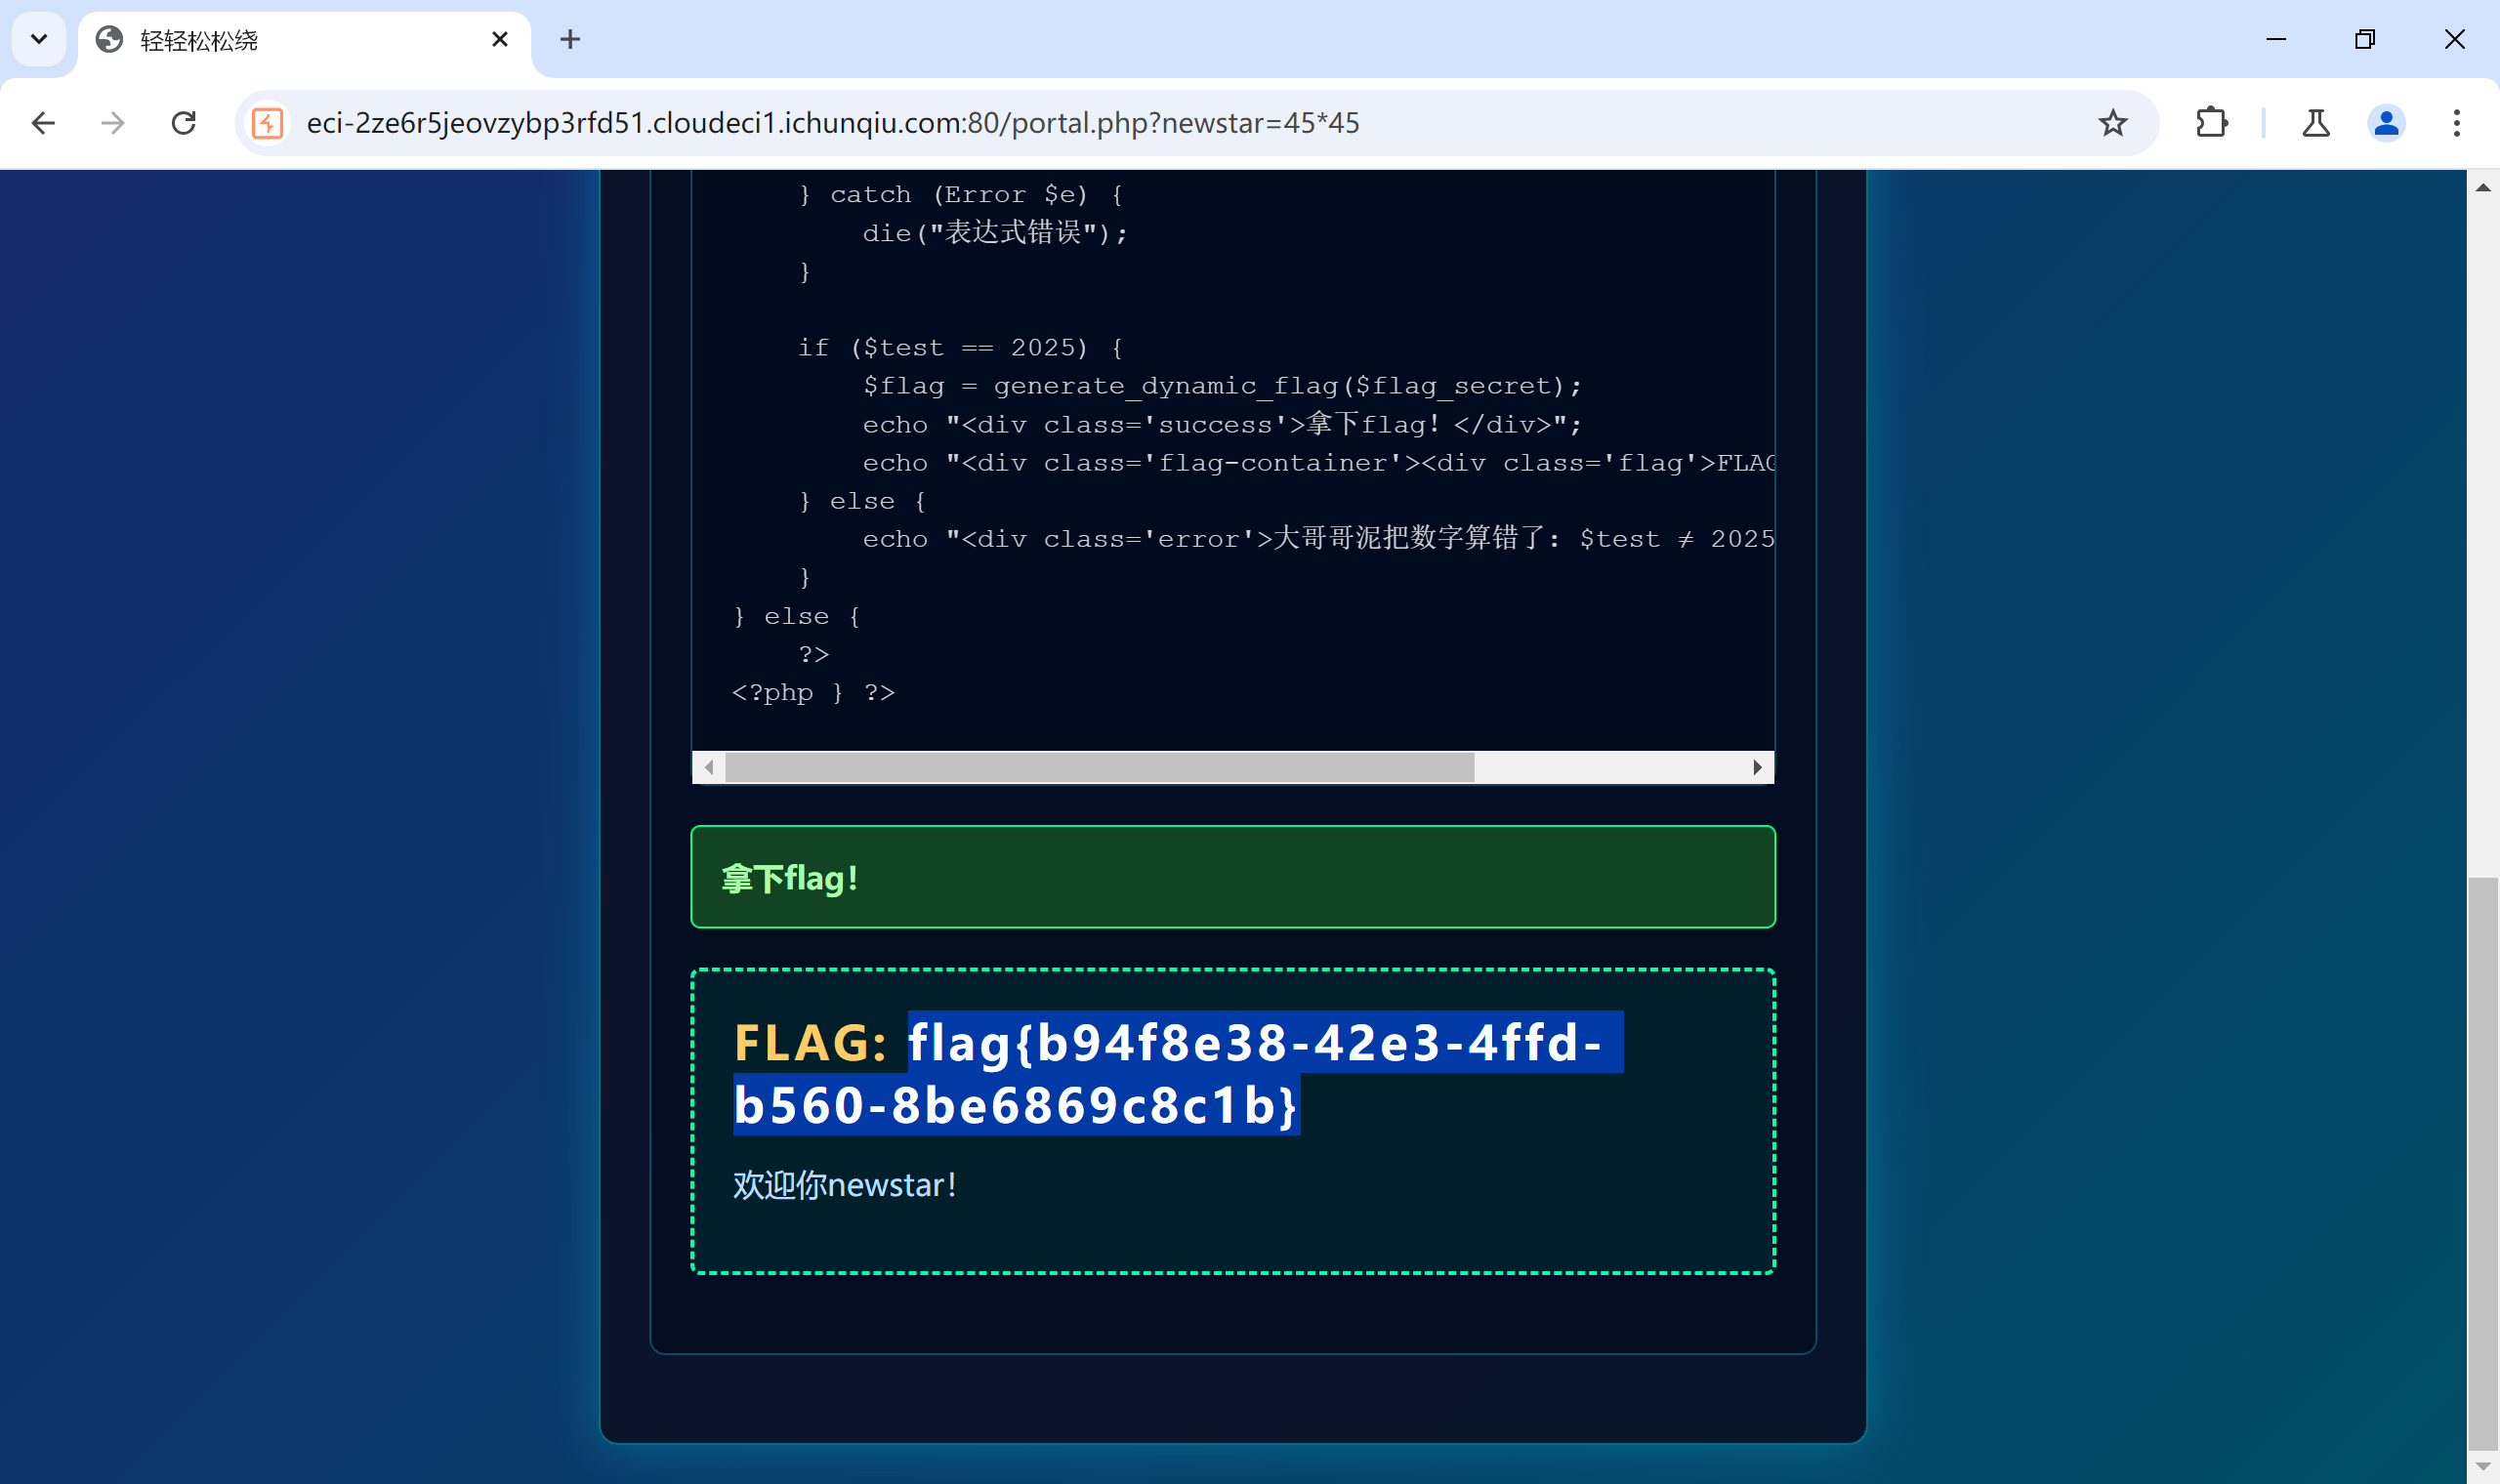 轻轻松松绕
eci-2ze6r5jeovzybp3rfd51.cloudeci1.ichunqiu.com:80/portal.php?newstar=45*45
} catch (Error $e) {
die("表达式错误");
}
if ($test == 2025) {
$flag = generate_dynamic_flag($flag_secret);
echo "<div class='success'>拿下flag！</div>";
echo "<div class='flag-container'><div class='flag'>FLAG
} else {
echo "<div class='error'>大哥哥泥把数字算错了: $test ≠ 2025
}
} else {
?>
<?php } ?>
拿下flag！
FLAG: flag{b94f8e38-42e3-4ffd-
b560-8be6869c8c1b}
欢迎你newstar！